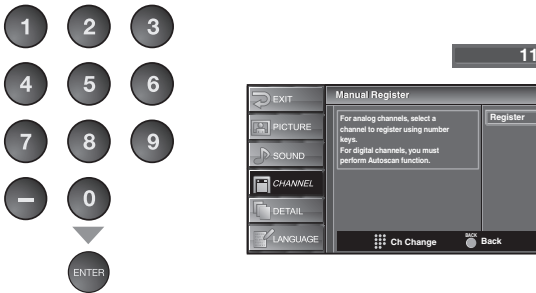 1 2 3
4 5 6
7 8 9
– 0
ENTER
11
EXIT
PICTURE
SOUND
CHANNEL
DETAIL
LANGUAGE
Manual Register
For analog channels, select a
channel to register using number
keys.
For digital channels, you must
perform Autoscan function.
Register
Ch Change
BACK
Back